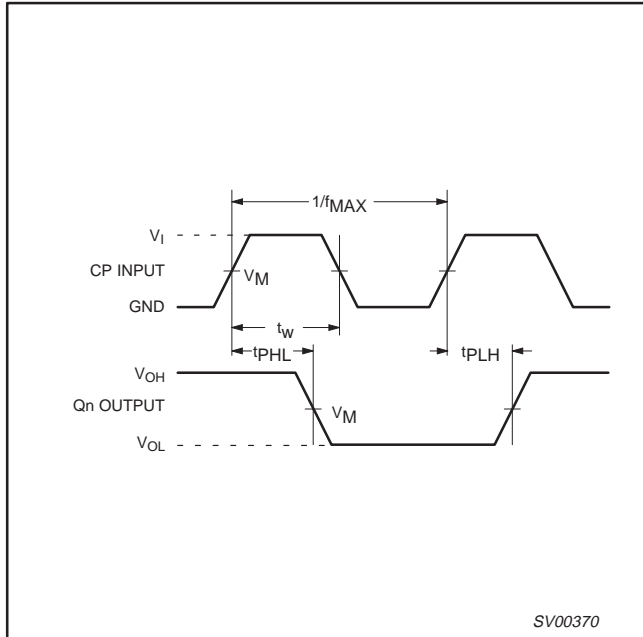 1/fMAX
VI
CP INPUT
VM
GND
tw
tPHL
tPLH
VOH
Qn OUTPUT
VM
VOL
SV00370